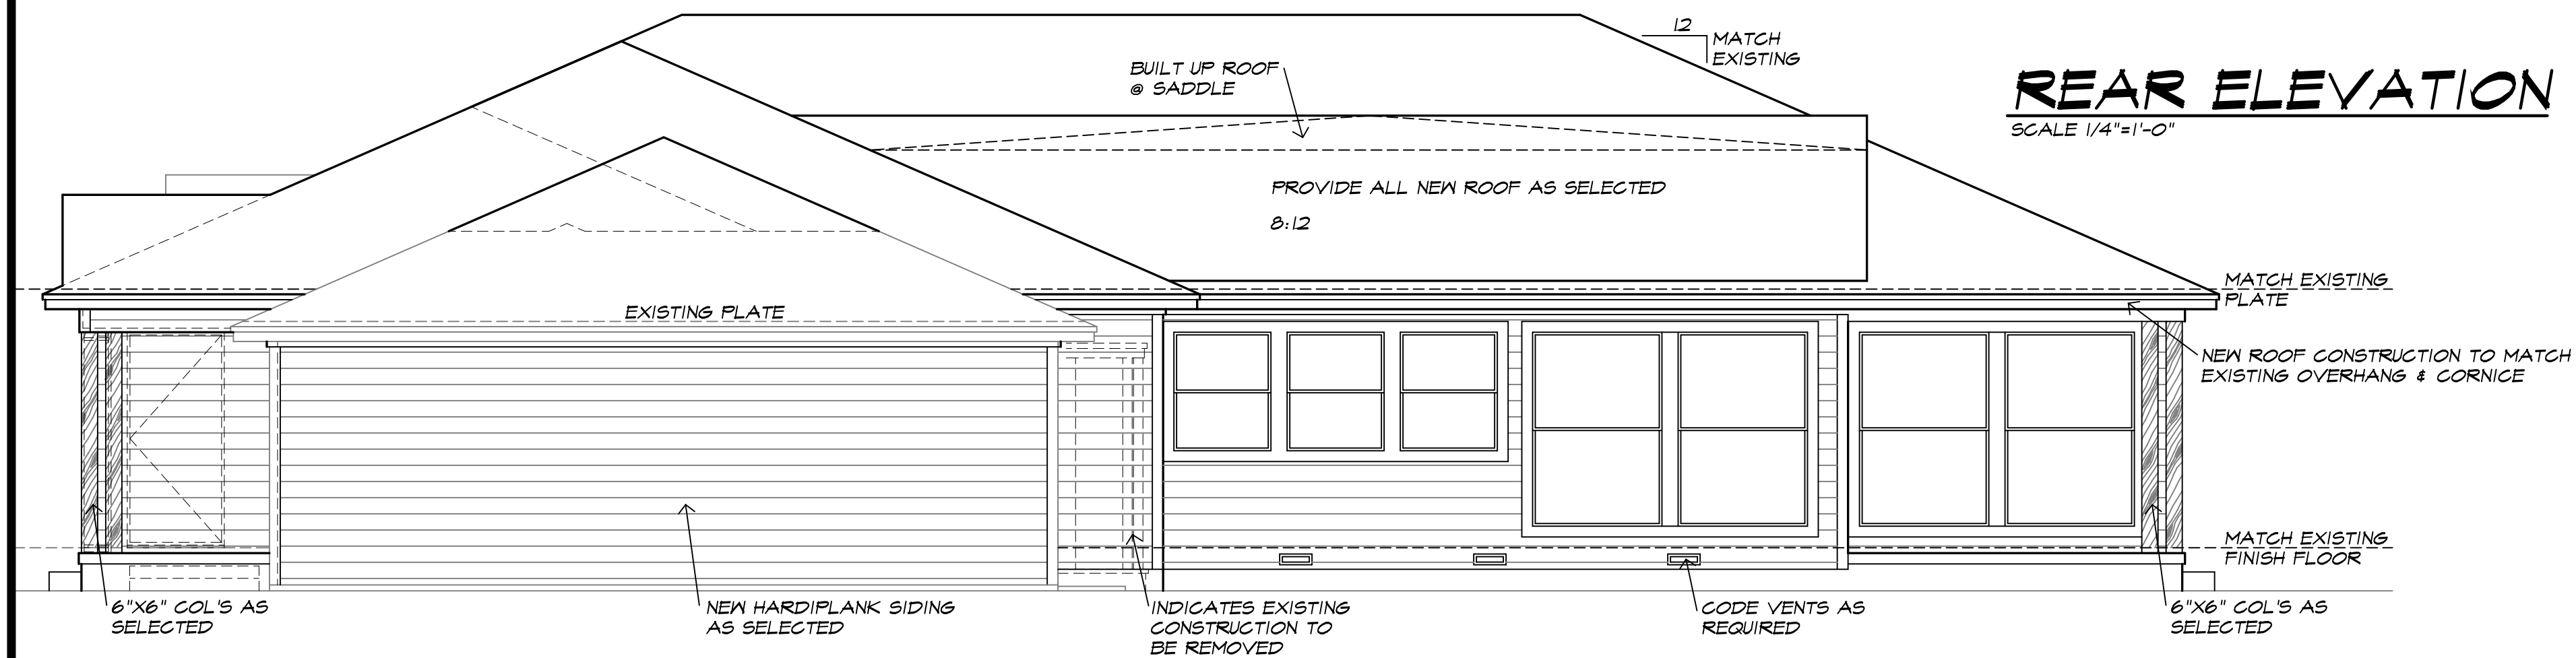 12
MATCH
EXISTING
BUILT UP ROOF
@ SADDLE
REAR ELEVATION
SCALE 1/4"=1'-0"
PROVIDE ALL NEW ROOF AS SELECTED
8:12
MATCH EXISTING
PLATE
EXISTING PLATE
NEW ROOF CONSTRUCTION TO MATCH
EXISTING OVERHANG & CORNICE
MATCH EXISTING
FINISH FLOOR
6"X6" COL'S AS
SELECTED
NEW HARDIPLANK SIDING
AS SELECTED
INDICATES EXISTING
CONSTRUCTION TO
BE REMOVED
CODE VENTS AS
REQUIRED
6"X6" COL'S AS
SELECTED